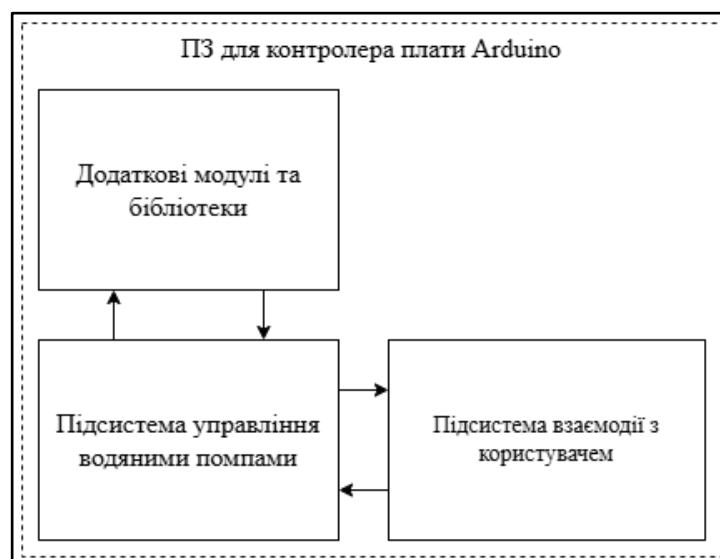 ПЗ для контролера плати Arduino
Додаткові модулі та
бібліотеки
Підсистема управління
водяними помпами
Підсистема взаємодії з
користувачем